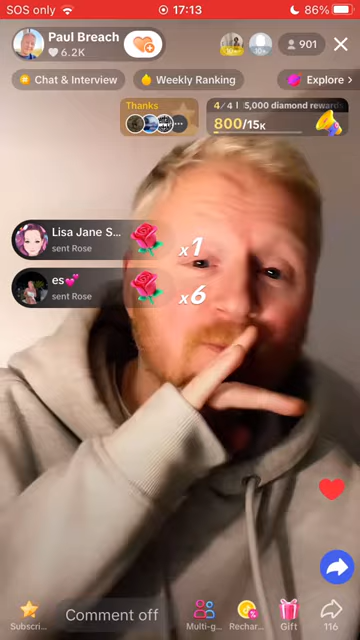 SOS only
17:13
86%
Paul Breach
6.2K
10+
30+
901
Chat & Interview
Weekly Ranking
Explore >
Thanks
4/4 | 5,000 diamond rewards
800/15K
Lisa Jane S...
sent Rose
x1
es
sent Rose
x6
Subscri...
Comment off
Multi-g...
Rechar...
Gift
116